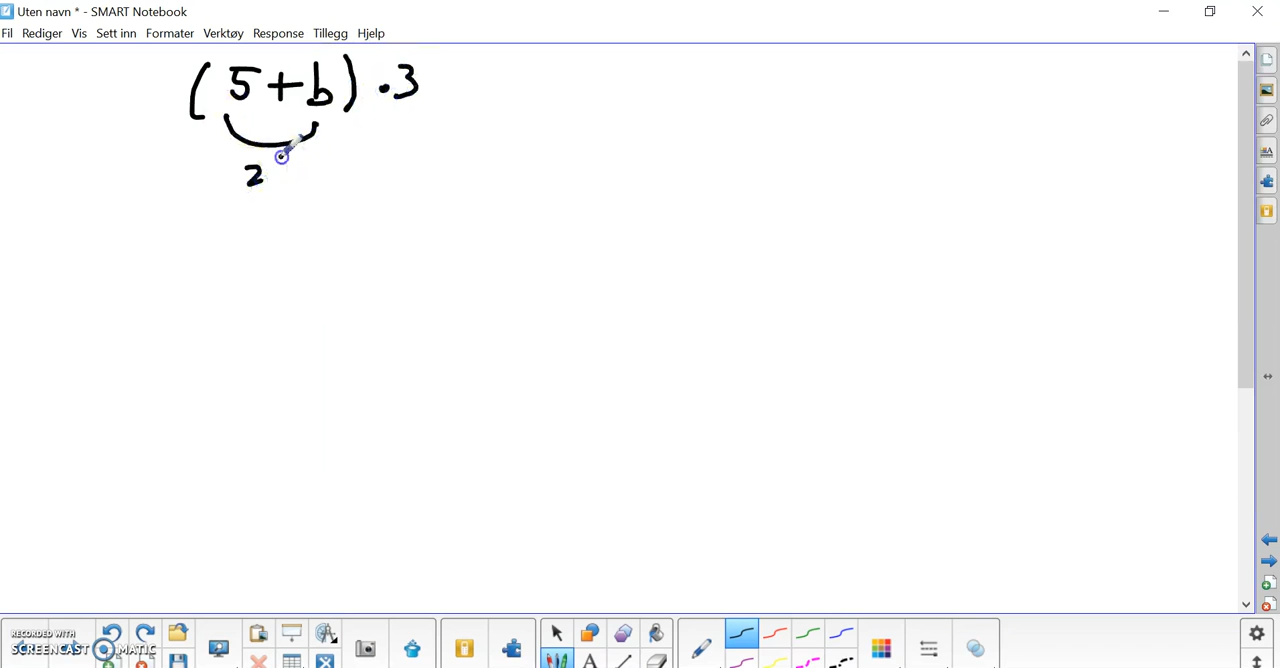 Uten navn * - SMART Notebook
Fil Rediger Vis Sett inn Formater Verktøy Response Tillegg Hjelp
(5+b) · 3
2
RECORDED WITH
SCREENCAST MATIC